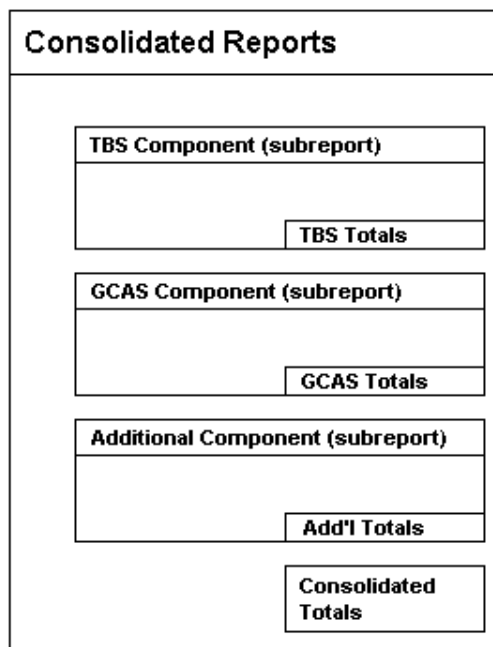 Consolidated Reports
TBS Component (subreport)
TBS Totals
GCAS Component (subreport)
GCAS Totals
Additional Component (subreport)
Add'l Totals
Consolidated
Totals